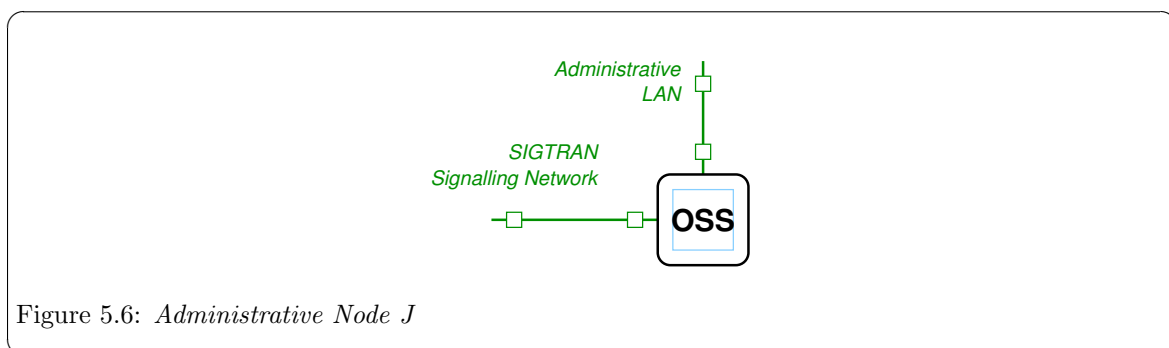 Administrative
LAN
SIGTRAN
Signalling Network
OSS
Figure 5.6: Administrative Node J